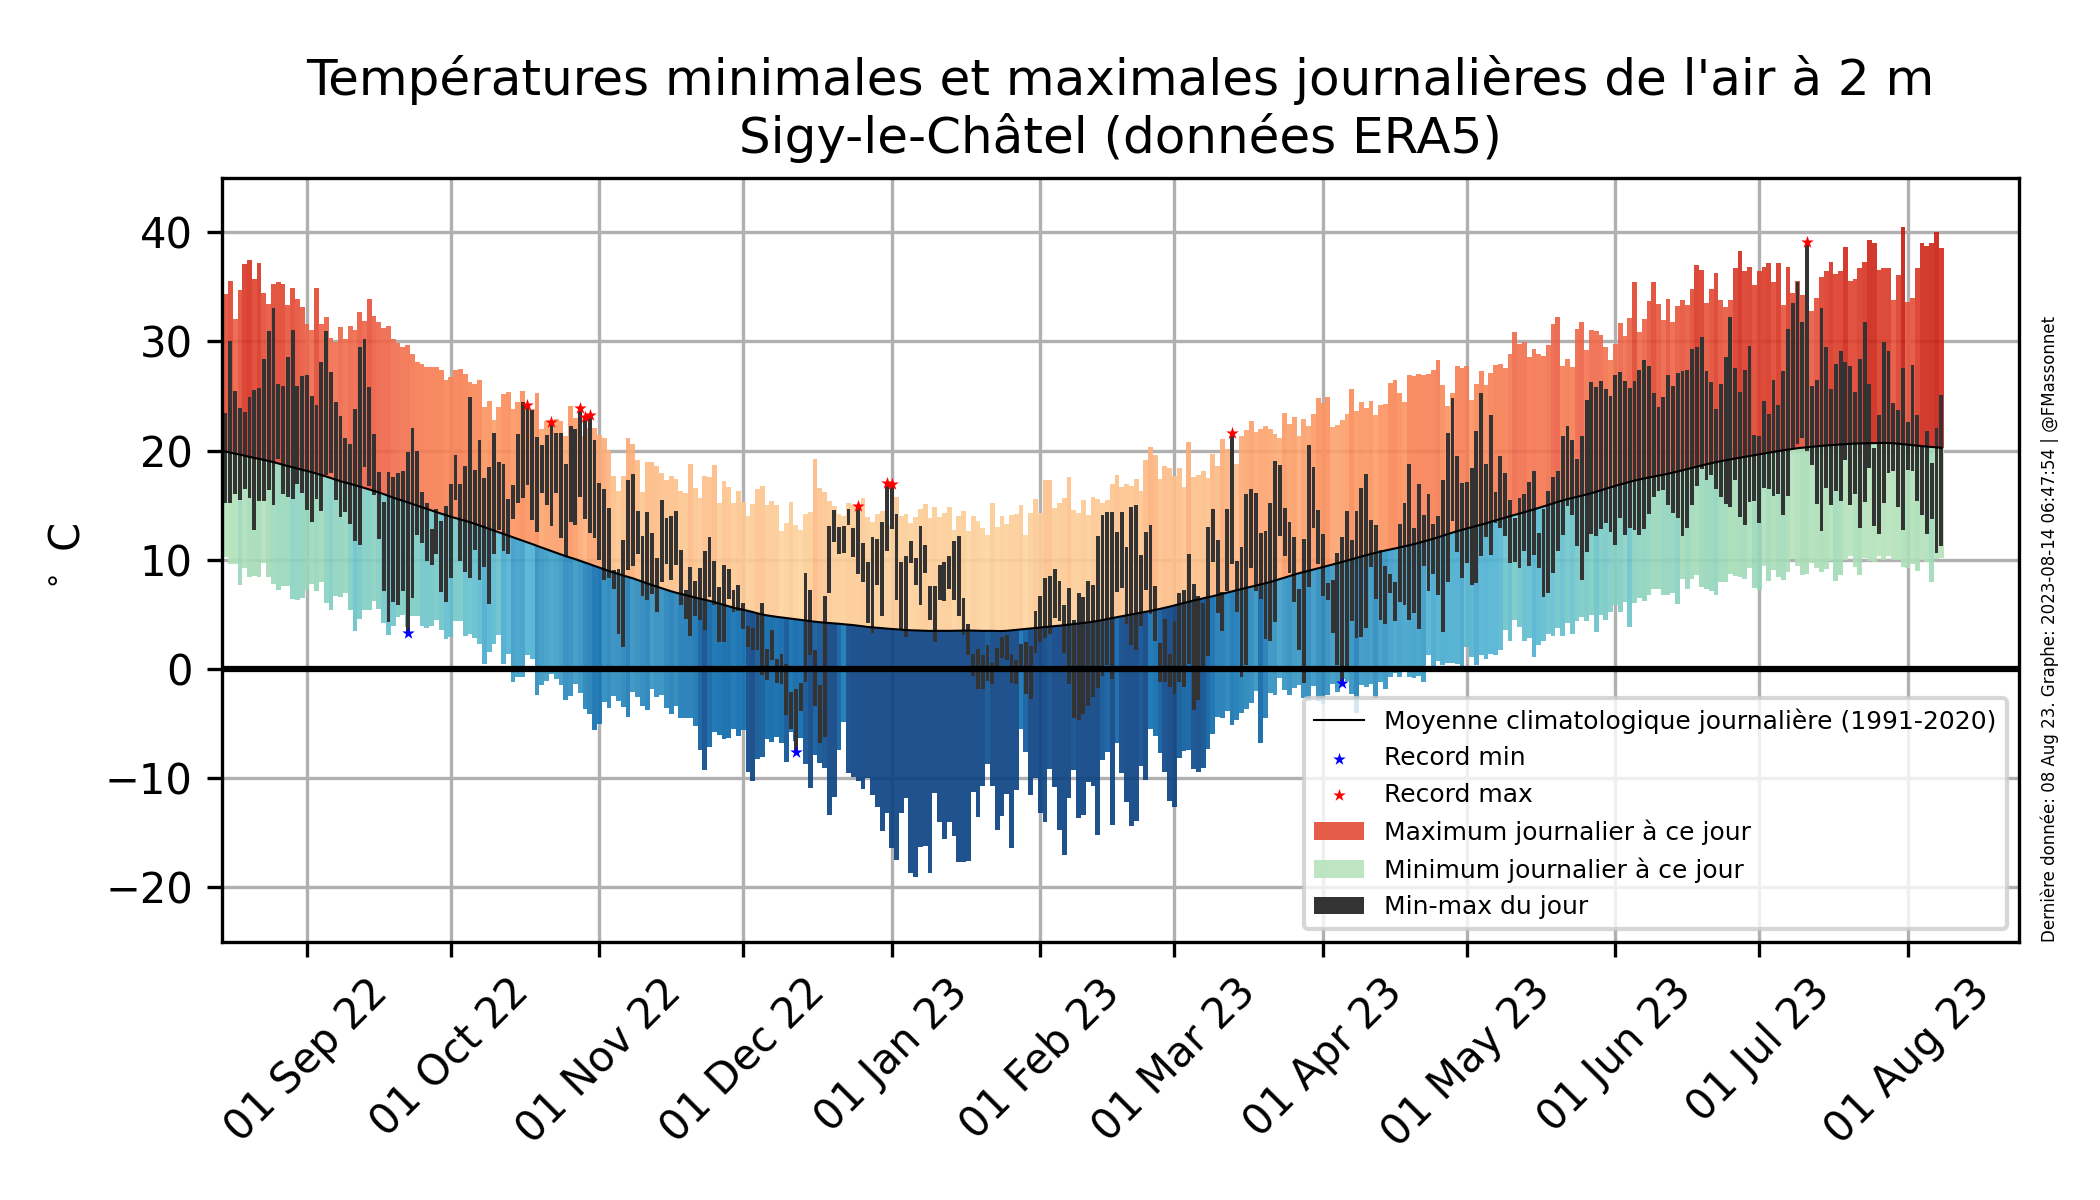 Températures minimales et maximales journalières de l'air à 2 m
Sigy-le-Châtel (données ERA5)
° C
40
30
20
10
0
−10
−20
Moyenne climatologique journalière (1991-2020)
Record min
Record max
Maximum journalier à ce jour
Minimum journalier à ce jour
Min-max du jour
01 Sep 22
01 Oct 22
01 Nov 22
01 Dec 22
01 Jan 23
01 Feb 23
01 Mar 23
01 Apr 23
01 May 23
01 Jun 23
01 Jul 23
01 Aug 23
Dernière donnée: 08 Aug 23. Graphe: 2023-08-14 06:47:54 | @FMassonnet